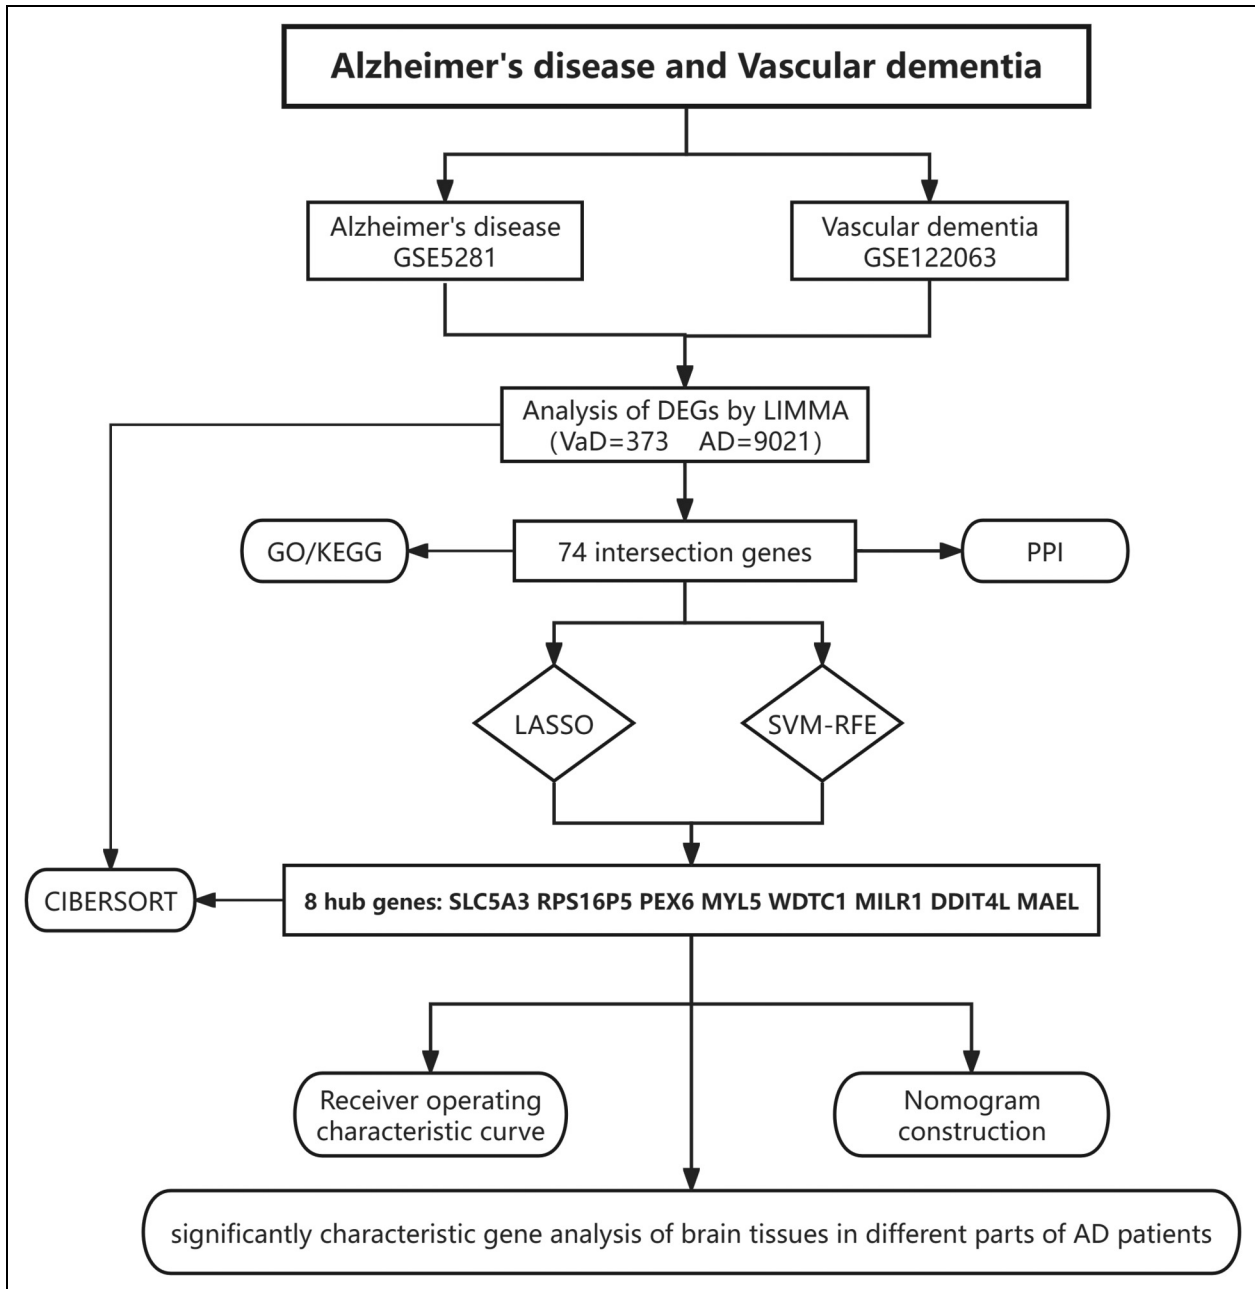 Alzheimer's disease and Vascular dementia
Alzheimer's disease
GSE5281
Vascular dementia
GSE122063
Analysis of DEGs by LIMMA
(VaD=373 AD=9021)
GO/KEGG
74 intersection genes
PPI
LASSO
SVM-RFE
CIBERSORT
8 hub genes: SLC5A3 RPS16P5 PEX6 MYL5 WDTC1 MILR1 DDIT4L MAEL
Receiver operating
characteristic curve
Nomogram
construction
significantly characteristic gene analysis of brain tissues in different parts of AD patients